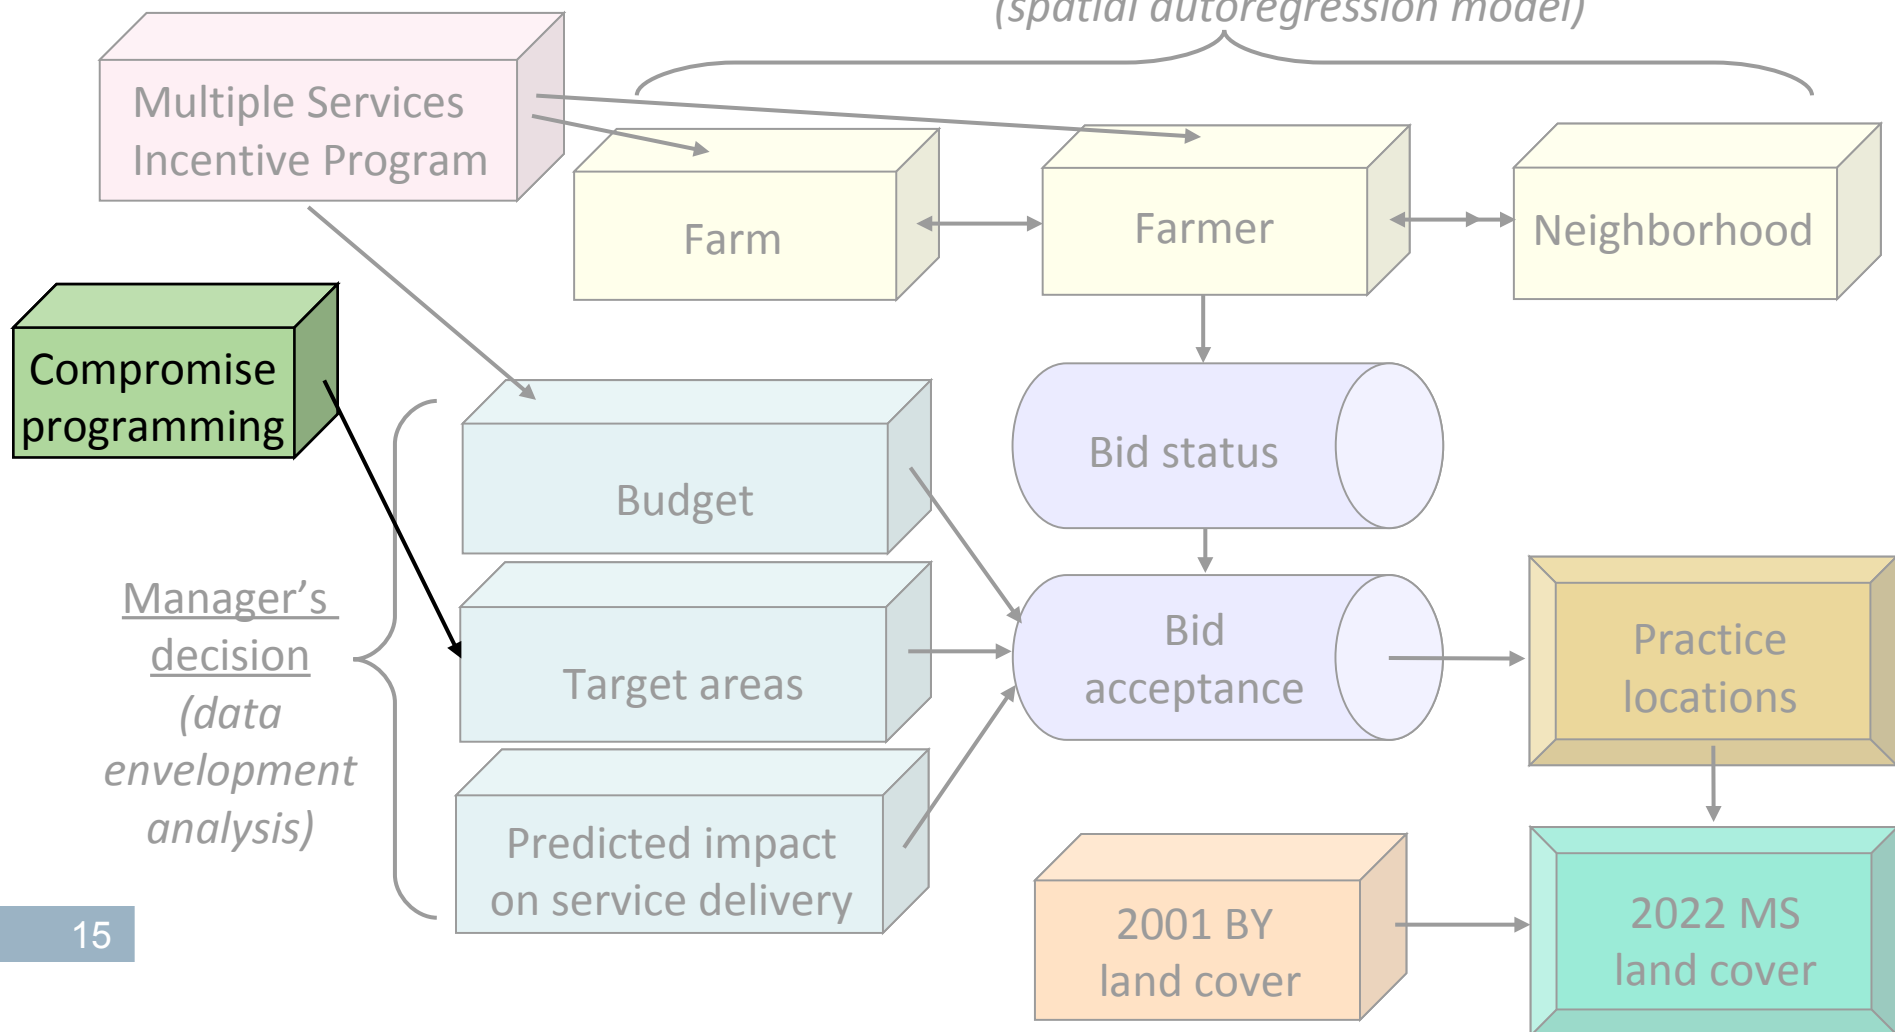 (spatial autoregression model)
Multiple Services
Incentive Program
Farm
Farmer
Neighborhood
Compromise
programming
Budget
Bid status
Manager's
decision
(data
envelopment
analysis)
Target areas
Bid
acceptance
Practice
locations
Predicted impact
on service delivery
2001 BY
land cover
2022 MS
land cover
15